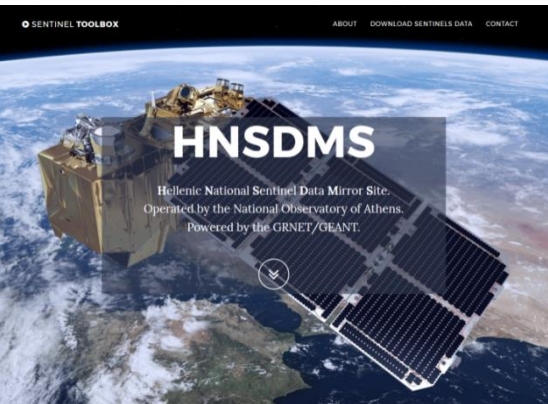 SENTINEL TOOLBOX
ABOUT DOWNLOAD SENTINELS DATA CONTACT
HNSDMS
Hellenic National Sentinel Data Mirror Site.
Operated by the National Observatory of Athens.
Powered by the GRNET/GEANT.